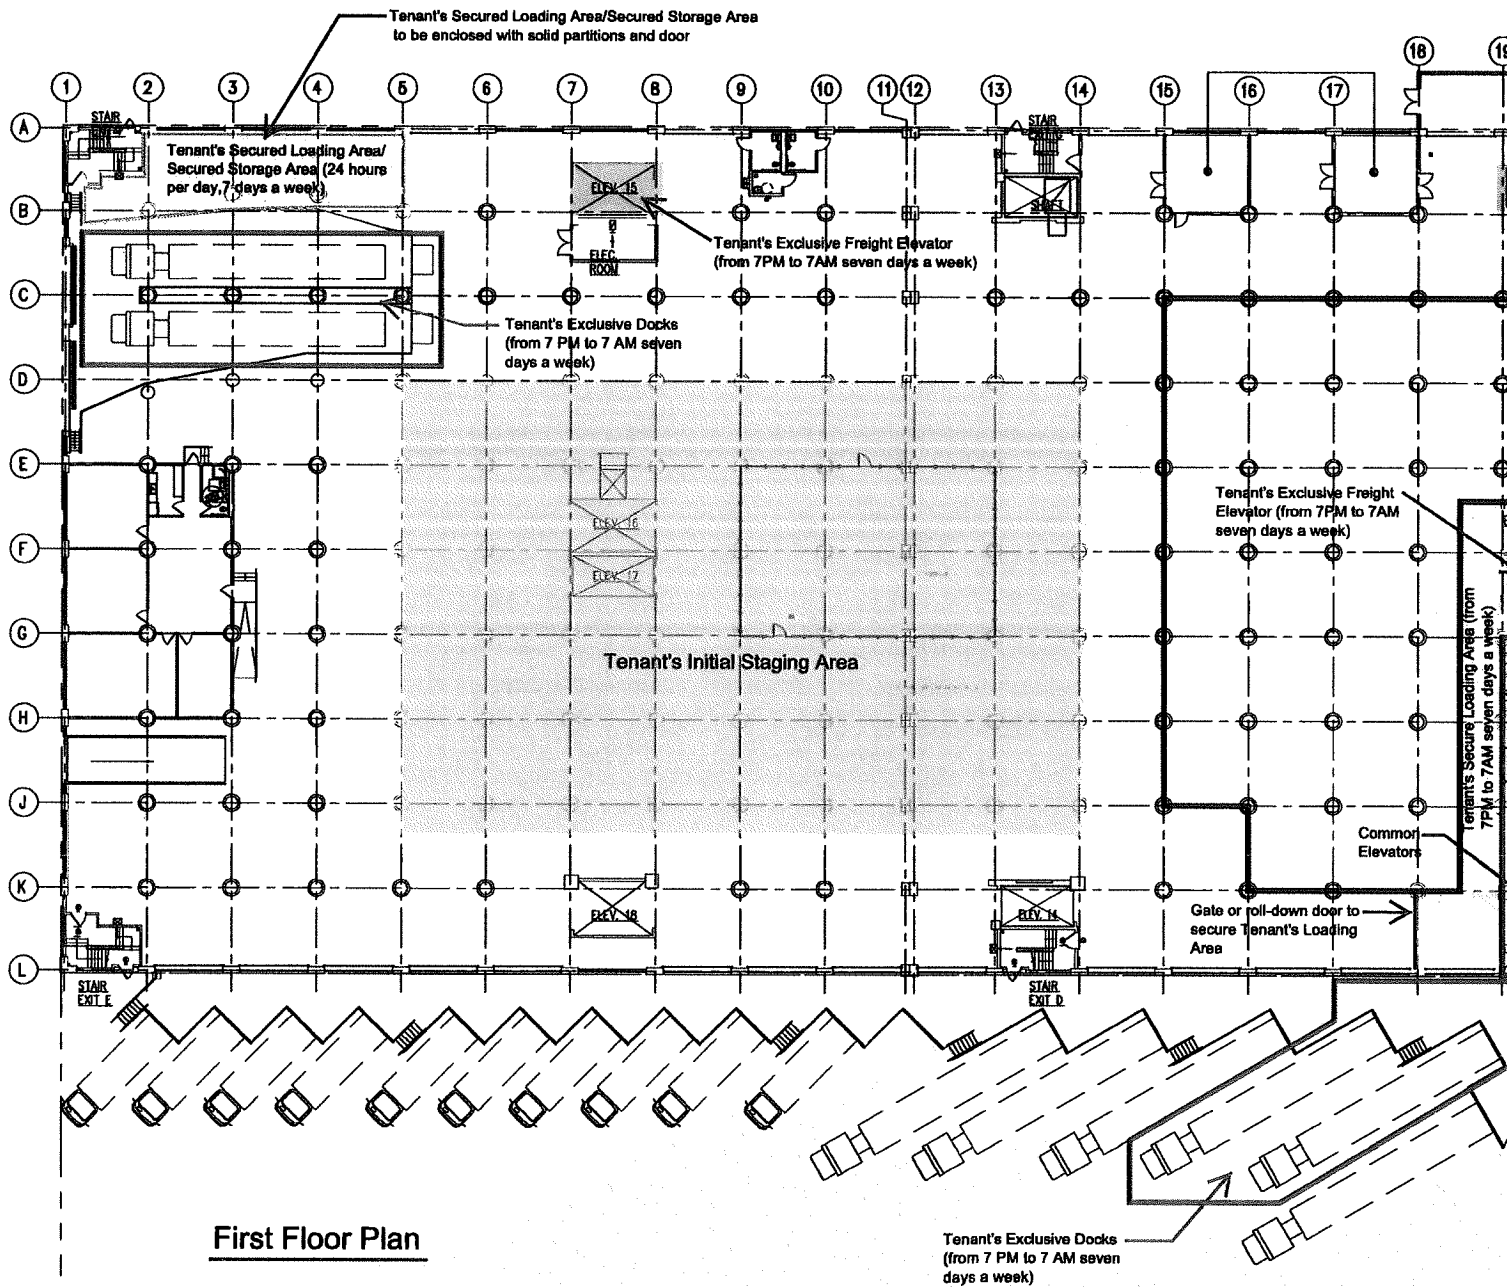 Tenant's Secured Loading Area/Secured Storage Area
to be enclosed with solid partitions and door
18
19
1
2
3
4
5
6
7
8
9
10
11
12
13
14
15
16
17
A
STAIR
STAIR
Tenant's Secured Loading Area/
Secured Storage Area (24 hours
per day,7 days a week)
ELEV. 15
SHAFT
B
Tenant's Exclusive Freight Elevator
(from 7PM to 7AM seven days a week)
ELEC.
ROOM
C
Tenant's Exclusive Docks
(from 7 PM to 7 AM seven
days a week)
D
E
Tenant's Exclusive Freight
Elevator (from 7PM to 7AM
seven days a week)
ELEV. 16
F
ELEV. 17
G
Tenant's Initial Staging Area
Tenant's Secure Loading Area (from
7PM to 7AM seven days a week)
H
J
Common
Elevators
K
ELEV. 18
ELEV. 14
Gate or roll-down door to
secure Tenant's Loading
Area
L
STAIR
EXIT E
STAIR
EXIT D
First Floor Plan
Tenant's Exclusive Docks
(from 7 PM to 7 AM seven
days a week)